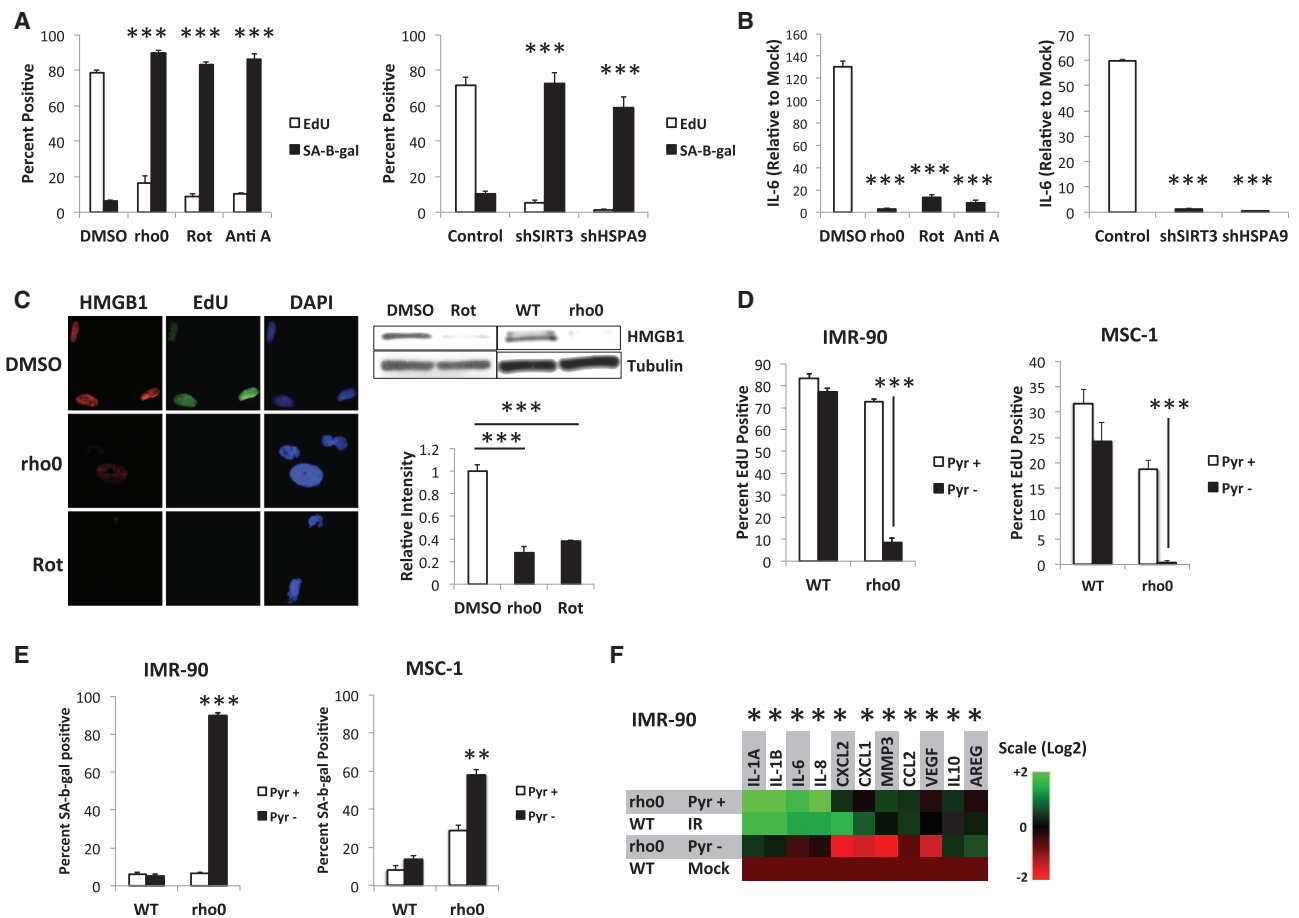 A
100
80
60
40
20
0
Percent Positive
*** *** ***
DMSO rho0 Rot Anti A
EdU
SA-B-gal
100
80
60
40
20
0
Percent Positive
***
***
Control shSIRT3 shHSPA9
EdU
SA-B-gal
B
160
140
120
100
80
60
40
20
0
IL-6 (Relative to Mock)
*** *** ***
DMSO rho0 Rot Anti A
60
50
40
30
20
10
0
IL-6 (Relative to Mock)
*** ***
Control shSIRT3 shHSPA9
C
HMGB1 EdU DAPI
DMSO
rho0
Rot
DMSO Rot WT rho0
HMGB1
Tubulin
***
***
1.2
1
0.8
0.6
0.4
0.2
0
Relative Intensity
DMSO rho0 Rot
D
IMR-90
90
80
70
60
50
40
30
20
10
0
Percent EdU Positive
***
WT rho0
Pyr +
Pyr -
MSC-1
40
35
30
25
20
15
10
5
0
Percent EdU Positive
***
WT rho0
Pyr +
Pyr -
E
IMR-90
100
80
60
40
20
0
Percent SA-b-gal positive
***
WT rho0
Pyr +
Pyr -
MSC-1
100
80
60
40
20
0
Percent SA-b-gal positive
**
WT rho0
Pyr +
Pyr -
F
IMR-90
* * * * * * * * * * *
IL-1A IL-1B IL-6 IL-8 CXCL2 CXCL1 MMP3 CCL2 VEGF IL10 AREG
rho0 Pyr +
WT IR
rho0 Pyr -
WT Mock
Scale (Log2)
+2
0
-2